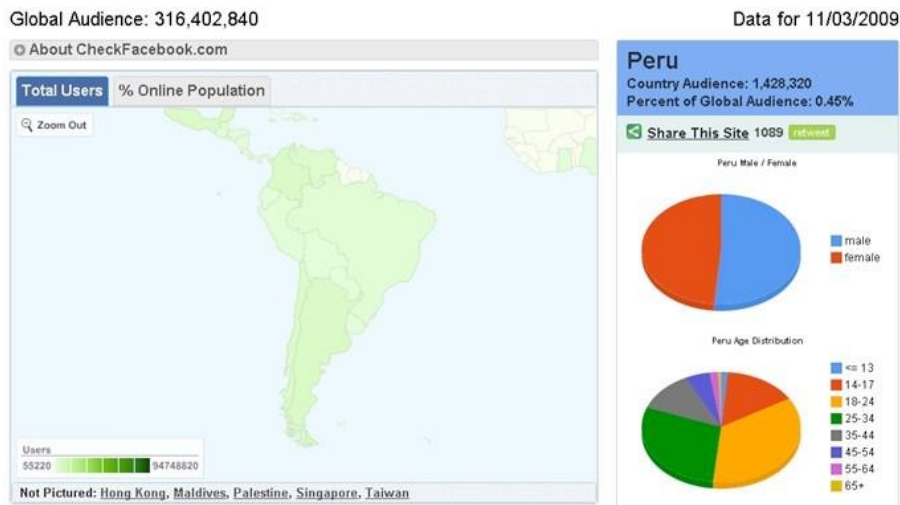 Global Audience: 316,402,840
Data for 11/03/2009
About CheckFacebook.com
Total Users
% Online Population
Zoom Out
Users
55220
94748820
Not Pictured: Hong Kong, Maldives, Palestine, Singapore, Taiwan
Peru
Country Audience: 1,428,320
Percent of Global Audience: 0.45%
Share This Site 1089 retweet
Peru Male / Female
male
female
Peru Age Distribution
<= 13
14-17
18-24
25-34
35-44
45-54
55-64
65+